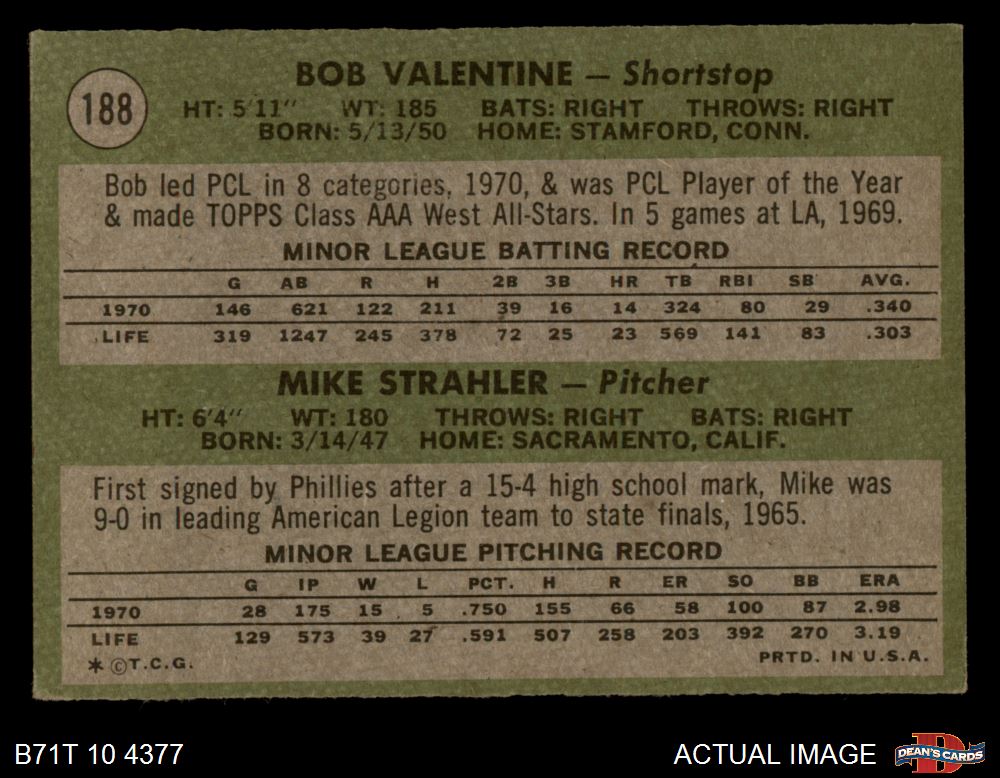 188
BOB VALENTINE — Shortstop
HT: 5'11" WT: 185 BATS: RIGHT THROWS: RIGHT
BORN: 5/13/50 HOME: STAMFORD, CONN.
Bob led PCL in 8 categories, 1970, & was PCL Player of the Year
& made TOPPS Class AAA West All-Stars. In 5 games at LA, 1969.
MINOR LEAGUE BATTING RECORD
G AB R H 2B 3B HR TB RBI SB AVG.
1970 146 621 122 211 39 16 14 324 80 29 .340
LIFE 319 1247 245 378 72 25 23 569 141 83 .303
MIKE STRAHLER — Pitcher
HT: 6'4" WT: 180 THROWS: RIGHT BATS: RIGHT
BORN: 3/14/47 HOME: SACRAMENTO, CALIF.
First signed by Phillies after a 15-4 high school mark, Mike was
9-0 in leading American Legion team to state finals, 1965.
MINOR LEAGUE PITCHING RECORD
G IP W L PCT. H R ER SO BB ERA
1970 28 175 15 5 .750 155 66 58 100 87 2.98
LIFE 129 573 39 27 .591 507 258 203 392 270 3.19
* ©T.C.G. PRTD. IN U.S.A.
B71T 10 4377 ACTUAL IMAGE D DEAN'S CARDS